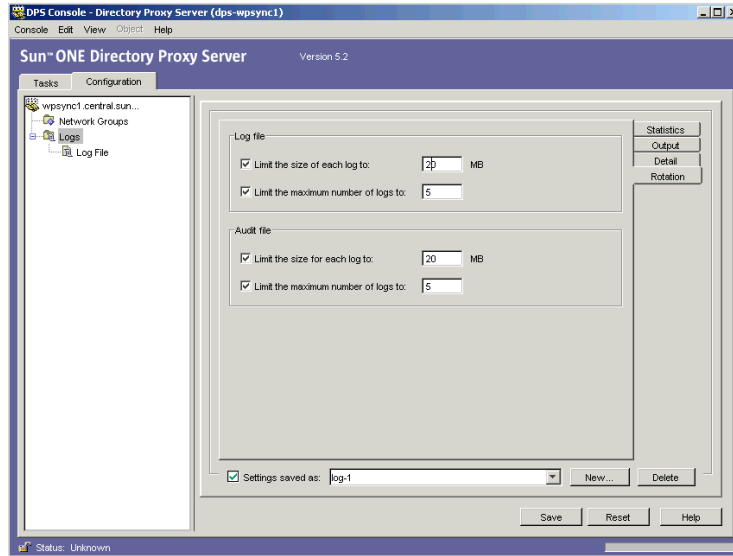 DPS Console - Directory Proxy Server (dps-wpsync1)
Console Edit View Object Help
Sun™ ONE Directory Proxy Server Version 5.2
Tasks Configuration
wpsync1.central.sun...
Network Groups
Logs
Log File
Log file
Limit the size of each log to: 20 MB
Limit the maximum number of logs to: 5
Audit file
Limit the size for each log to: 20 MB
Limit the maximum number of logs to: 5
Statistics
Output
Detail
Rotation
Settings saved as: log-1 New... Delete
Save Reset Help
Status: Unknown